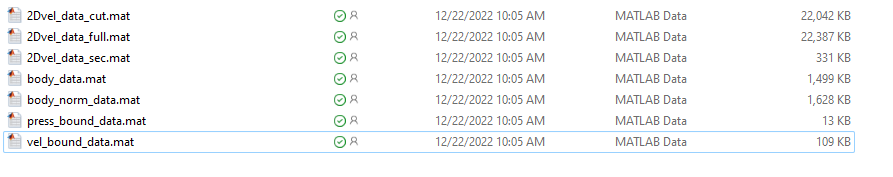 2Dvel_data_cut.mat 12/22/2022 10:05 AM MATLAB Data 22,042 KB
2Dvel_data_full.mat 12/22/2022 10:05 AM MATLAB Data 22,387 KB
2Dvel_data_sec.mat 12/22/2022 10:05 AM MATLAB Data 331 KB
body_data.mat 12/22/2022 10:05 AM MATLAB Data 1,499 KB
body_norm_data.mat 12/22/2022 10:05 AM MATLAB Data 1,628 KB
press_bound_data.mat 12/22/2022 10:05 AM MATLAB Data 13 KB
vel_bound_data.mat 12/22/2022 10:05 AM MATLAB Data 109 KB